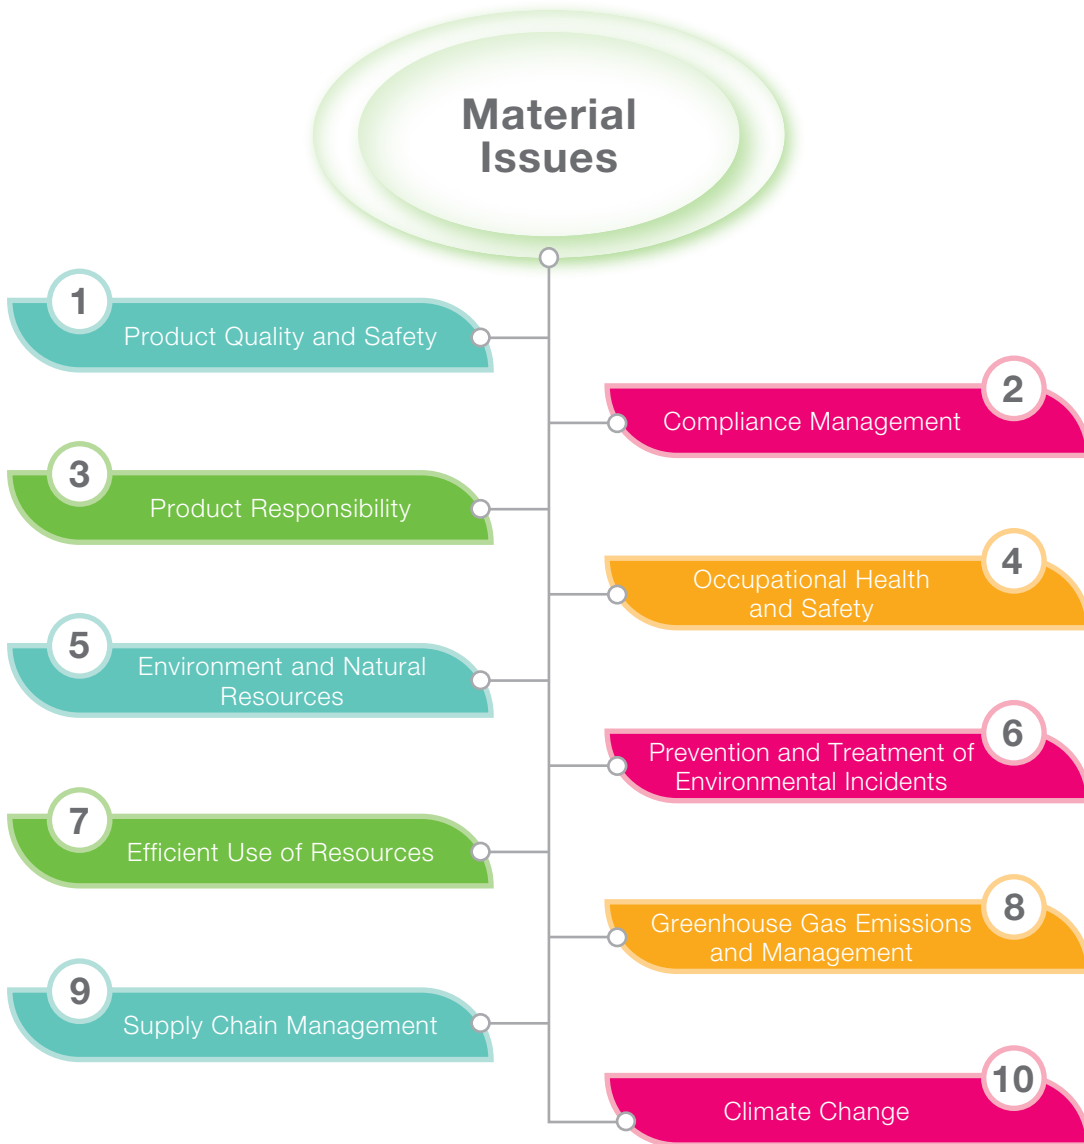 Material
Issues
1
Product Quality and Safety
2
Compliance Management
3
Product Responsibility
4
Occupational Health
and Safety
5
Environment and Natural
Resources
6
Prevention and Treatment of
Environmental Incidents
7
Efficient Use of Resources
8
Greenhouse Gas Emissions
and Management
9
Supply Chain Management
10
Climate Change